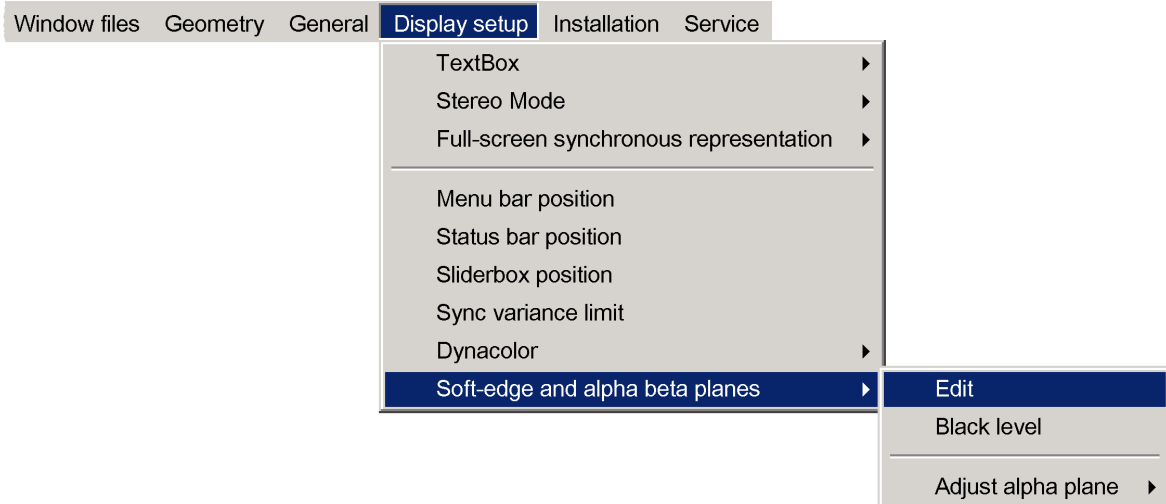 Window files Geometry General Display setup Installation Service
TextBox
Stereo Mode
Full-screen synchronous representation
Menu bar position
Status bar position
Sliderbox position
Sync variance limit
Dynacolor
Soft-edge and alpha beta planes
Edit
Black level
Adjust alpha plane